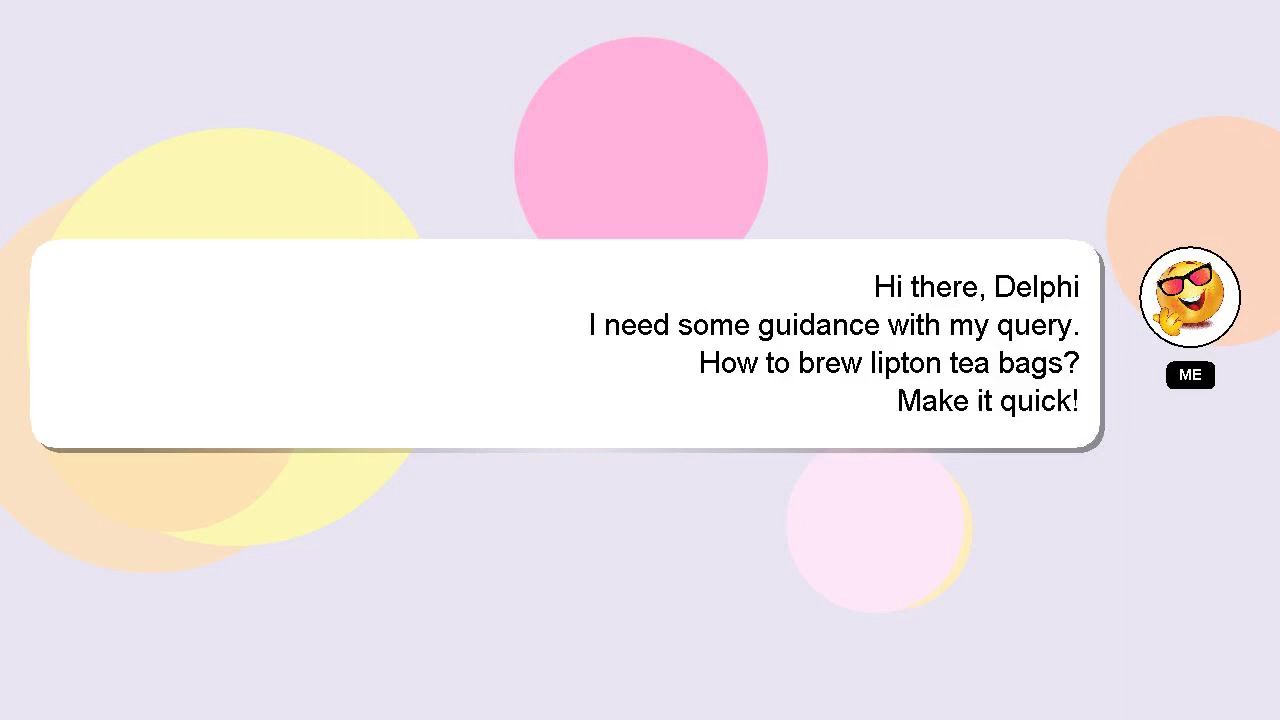 Hi there, Delphi
I need some guidance with my query.
How to brew lipton tea bags?
Make it quick!
ME